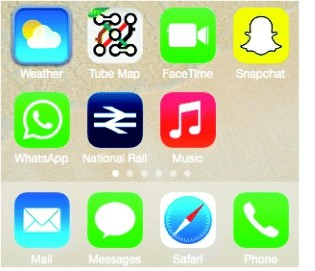 Weather Tube Map FaceTime Snapchat
WhatsApp National Rail Music
Mail Messages Safari Phone